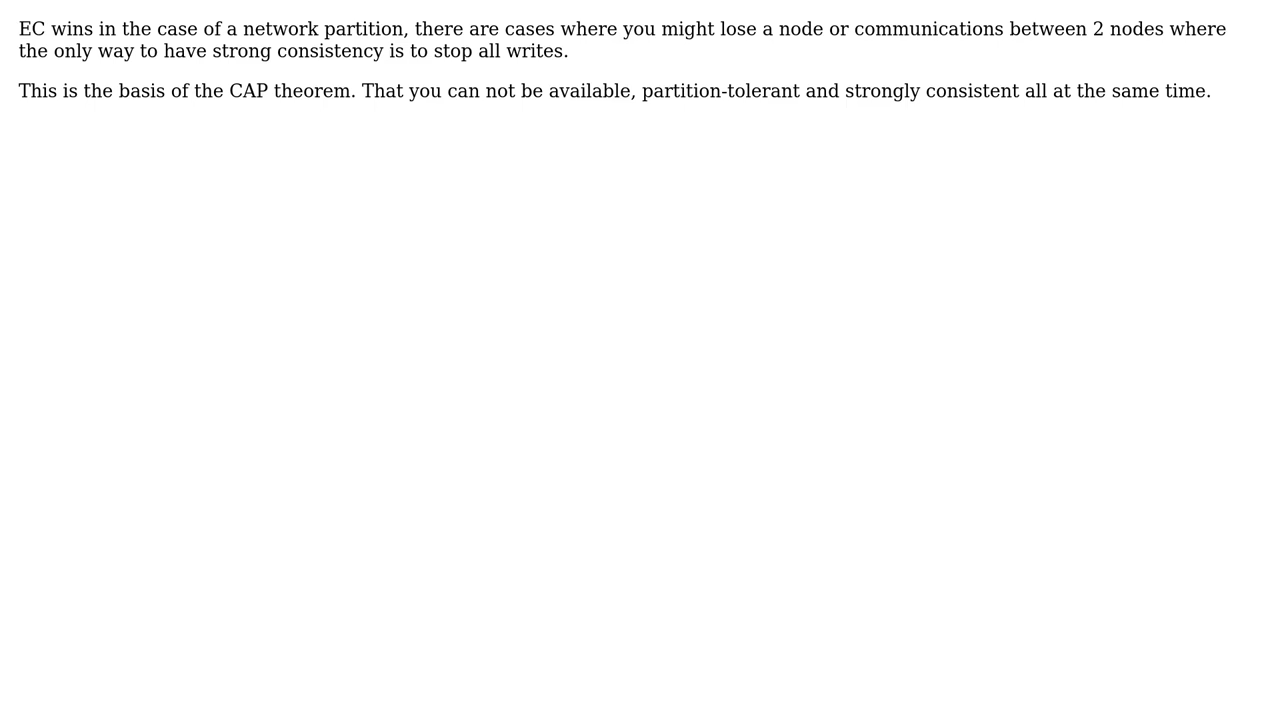 EC wins in the case of a network partition, there are cases where you might lose a node or communications between 2 nodes where
the only way to have strong consistency is to stop all writes.
This is the basis of the CAP theorem. That you can not be available, partition-tolerant and strongly consistent all at the same time.